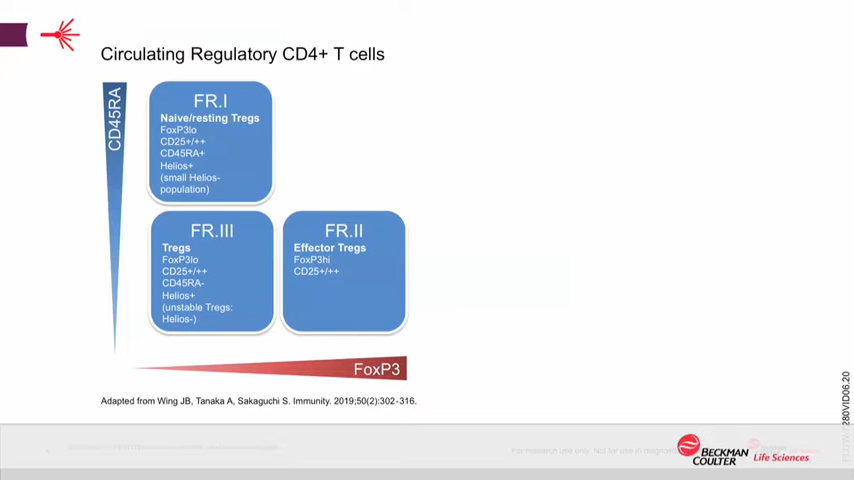 Circulating Regulatory CD4+ T cells
CD45RA
FR.I
Naive/resting Tregs
FoxP3lo
CD25+/++
CD45RA+
Helios+
(small Helios-
population)
FR.III
Tregs
FoxP3lo
CD25+/++
CD45RA-
Helios+
(unstable Tregs:
Helios-)
FR.II
Effector Tregs
FoxP3hi
CD25+/++
FoxP3
Adapted from Wing JB, Tanaka A, Sakaguchi S. Immunity. 2019;50(2):302-316.
For research use only. Not for use in
BECKMAN
COULTER
Life Sciences
280VID06.20